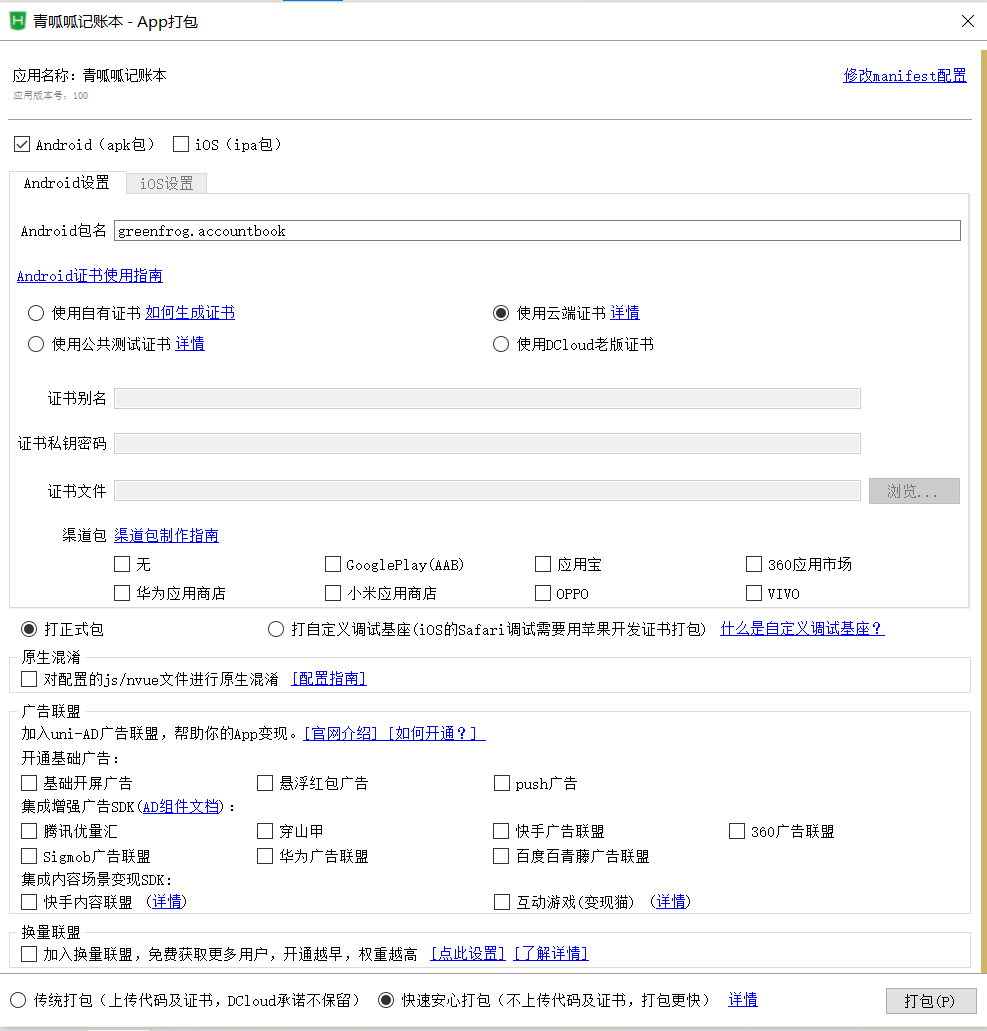 青呱呱记账本 - App打包
应用名称：青呱呱记账本 修改manifest配置
应用版本号：100
Android（apk包） iOS（ipa包）
Android设置 iOS设置
Android包名 greenfrog.accountbook
Android证书使用指南
使用自有证书 如何生成证书 使用云端证书 详情
使用公共测试证书 详情 使用DCloud老版证书
证书别名
证书私钥密码
证书文件 浏览...
渠道包 渠道包制作指南
无 GooglePlay(AAB) 应用宝 360应用市场
华为应用商店 小米应用商店 OPPO VIVO
打正式包 打自定义调试基座(iOS的Safari调试需要用苹果开发证书打包) 什么是自定义调试基座？
原生混淆
对配置的js/nvue文件进行原生混淆 [配置指南]
广告联盟
加入uni-AD广告联盟，帮助你的App变现。[官网介绍] [如何开通？]
开通基础广告：
基础开屏广告 悬浮红包广告 push广告
集成增强广告SDK(AD组件文档)：
腾讯优量汇 穿山甲 快手广告联盟 360广告联盟
Sigmob广告联盟 华为广告联盟 百度百青藤广告联盟
集成内容场景变现SDK:
快手内容联盟 (详情) 互动游戏(变现猫) (详情)
换量联盟
加入换量联盟，免费获取更多用户，开通越早，权重越高 [点此设置] [了解详情]
传统打包（上传代码及证书，DCloud承诺不保留） 快速安心打包（不上传代码及证书，打包更快） 详情 打包(P)